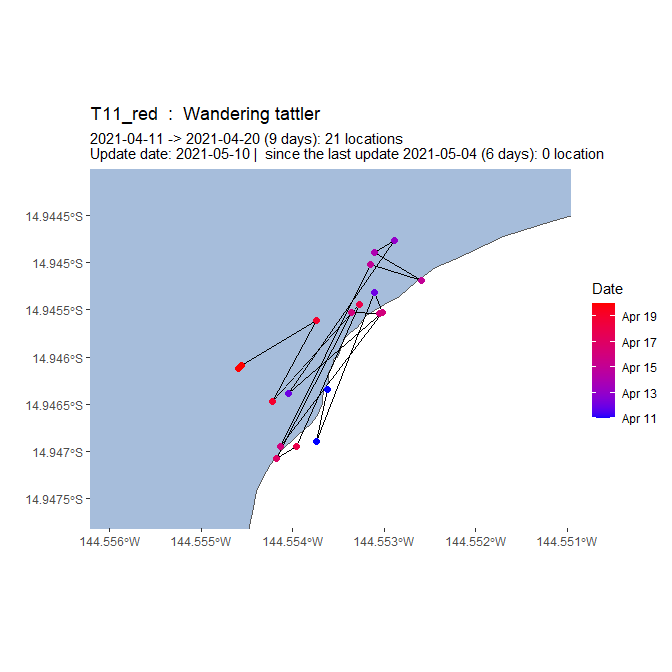 T11_red : Wandering tattler
2021-04-11 -> 2021-04-20 (9 days): 21 locations
Update date: 2021-05-10 | since the last update 2021-05-04 (6 days): 0 location
14.9445°S
14.945°S
14.9455°S
14.946°S
14.9465°S
14.947°S
14.9475°S
144.556°W 144.555°W 144.554°W 144.553°W 144.552°W 144.551°W
Date
Apr 19
Apr 17
Apr 15
Apr 13
Apr 11